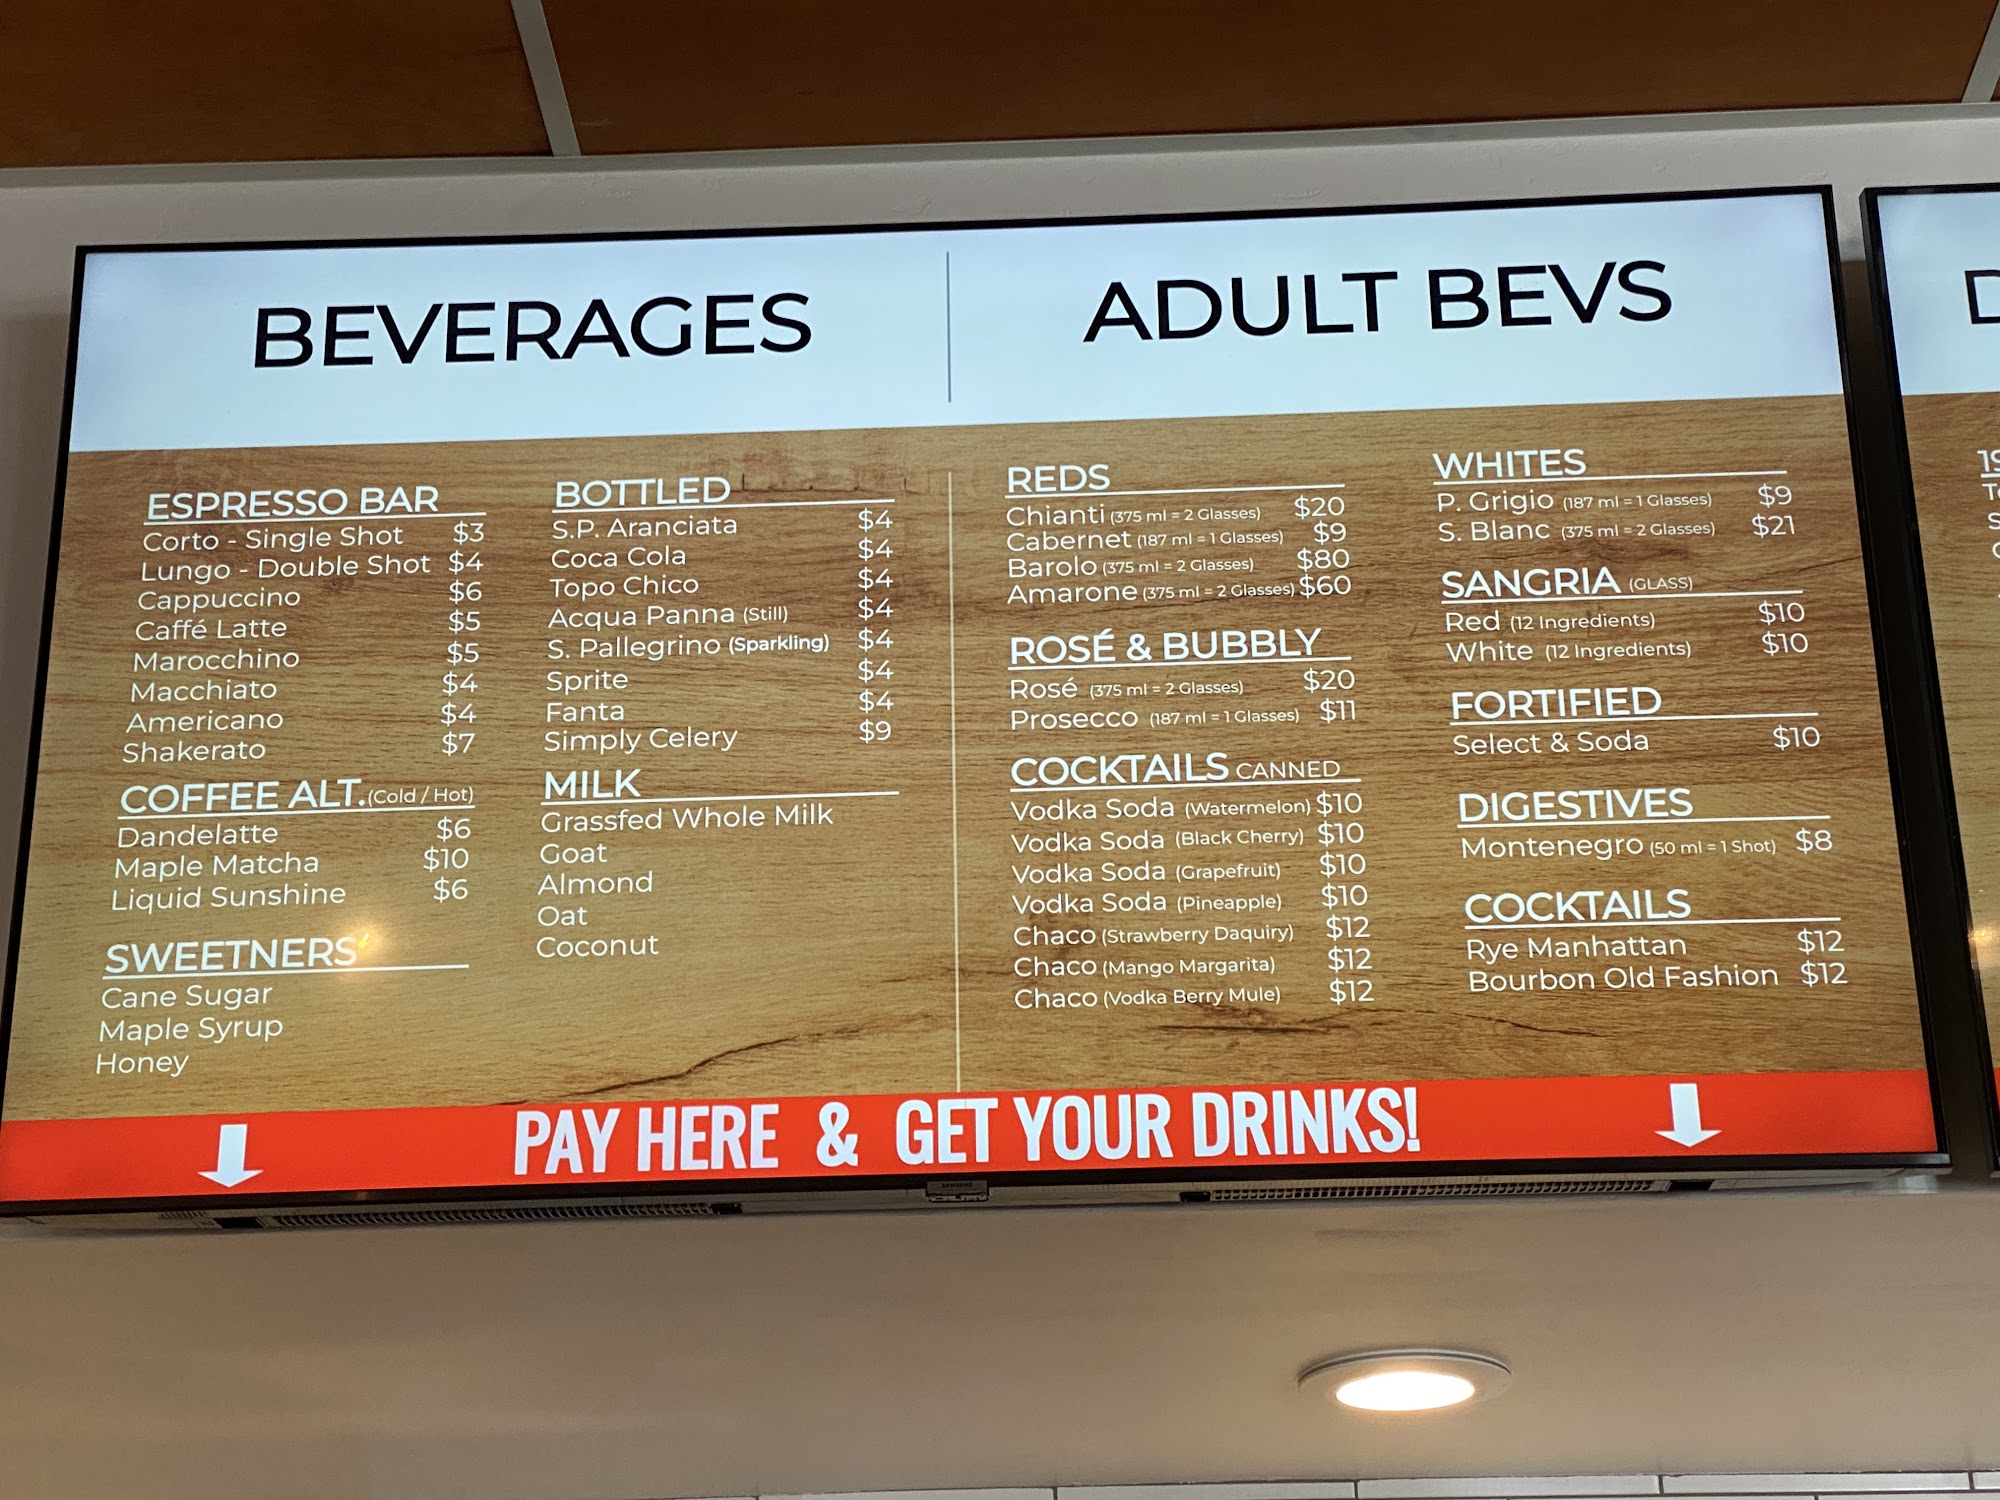 BEVERAGES
ESPRESSO BAR
Corto - Single Shot $3
Lungo - Double Shot $4
Cappuccino $6
Caffé Latte $5
Marocchino $5
Macchiato $4
Americano $4
Shakerato $7
COFFEE ALT.(Cold / Hot)
Dandelatte $6
Maple Matcha $10
Liquid Sunshine $6
SWEETNERS
Cane Sugar
Maple Syrup
Honey
BOTTLED
S.P. Aranciata $4
Coca Cola $4
Topo Chico $4
Acqua Panna (Still) $4
S. Pallegrino (Sparkling) $4
Sprite $4
Fanta $4
Simply Celery $9
MILK
Grassfed Whole Milk
Goat
Almond
Oat
Coconut
ADULT BEVS
REDS
Chianti (375 ml = 2 Glasses) $20
Cabernet (187 ml = 1 Glasses) $9
Barolo (375 ml = 2 Glasses) $80
Amarone (375 ml = 2 Glasses) $60
ROSÉ & BUBBLY
Rosé (375 ml = 2 Glasses) $20
Prosecco (187 ml = 1 Glasses) $11
COCKTAILS CANNED
Vodka Soda (Watermelon) $10
Vodka Soda (Black Cherry) $10
Vodka Soda (Grapefruit) $10
Vodka Soda (Pineapple) $10
Chaco (Strawberry Daquiry) $12
Chaco (Mango Margarita) $12
Chaco (Vodka Berry Mule) $12
WHITES
P. Grigio (187 ml = 1 Glasses) $9
S. Blanc (375 ml = 2 Glasses) $21
SANGRIA (GLASS)
Red (12 Ingredients) $10
White (12 Ingredients) $10
FORTIFIED
Select & Soda $10
DIGESTIVES
Montenegro (50 ml = 1 Shot) $8
COCKTAILS
Rye Manhattan $12
Bourbon Old Fashion $12
PAY HERE & GET YOUR DRINKS!